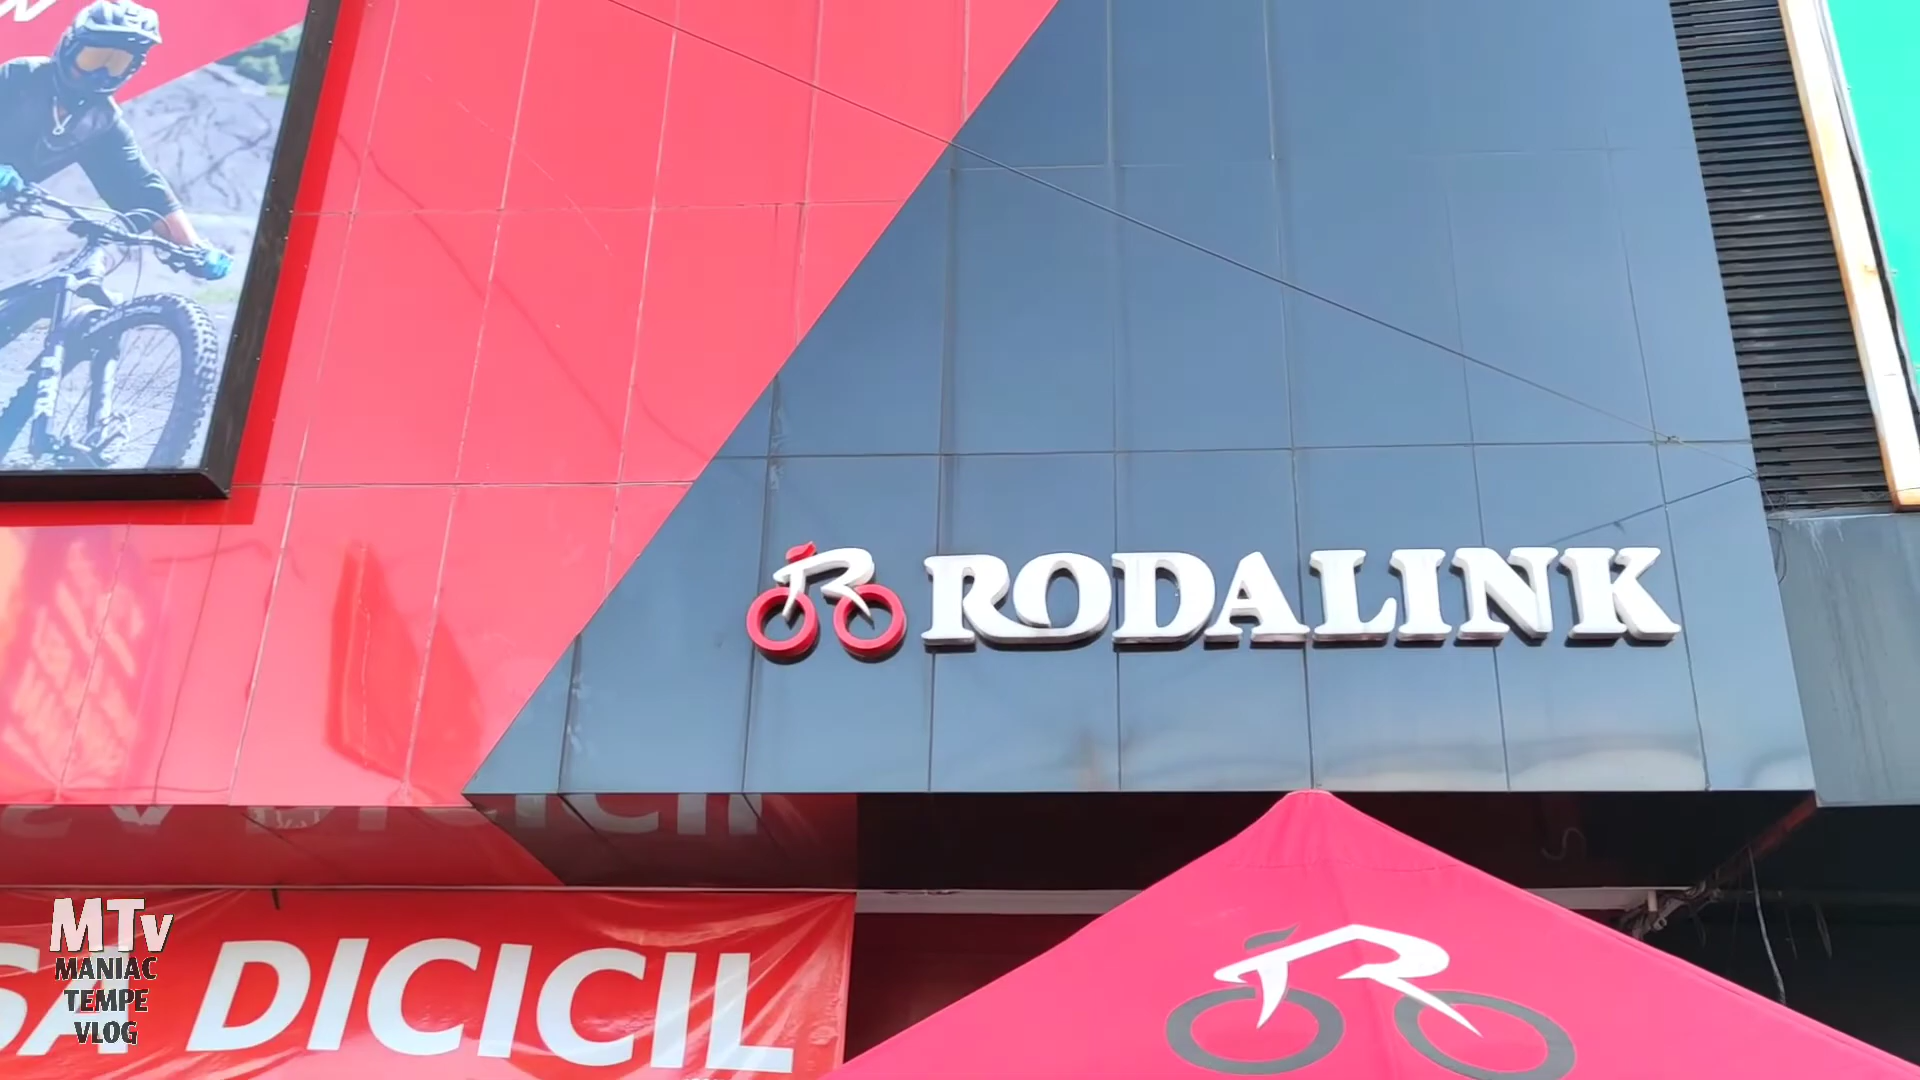 RODALINK
SA DICICIL
MTv
MANIAC
TEMPE
VLOG